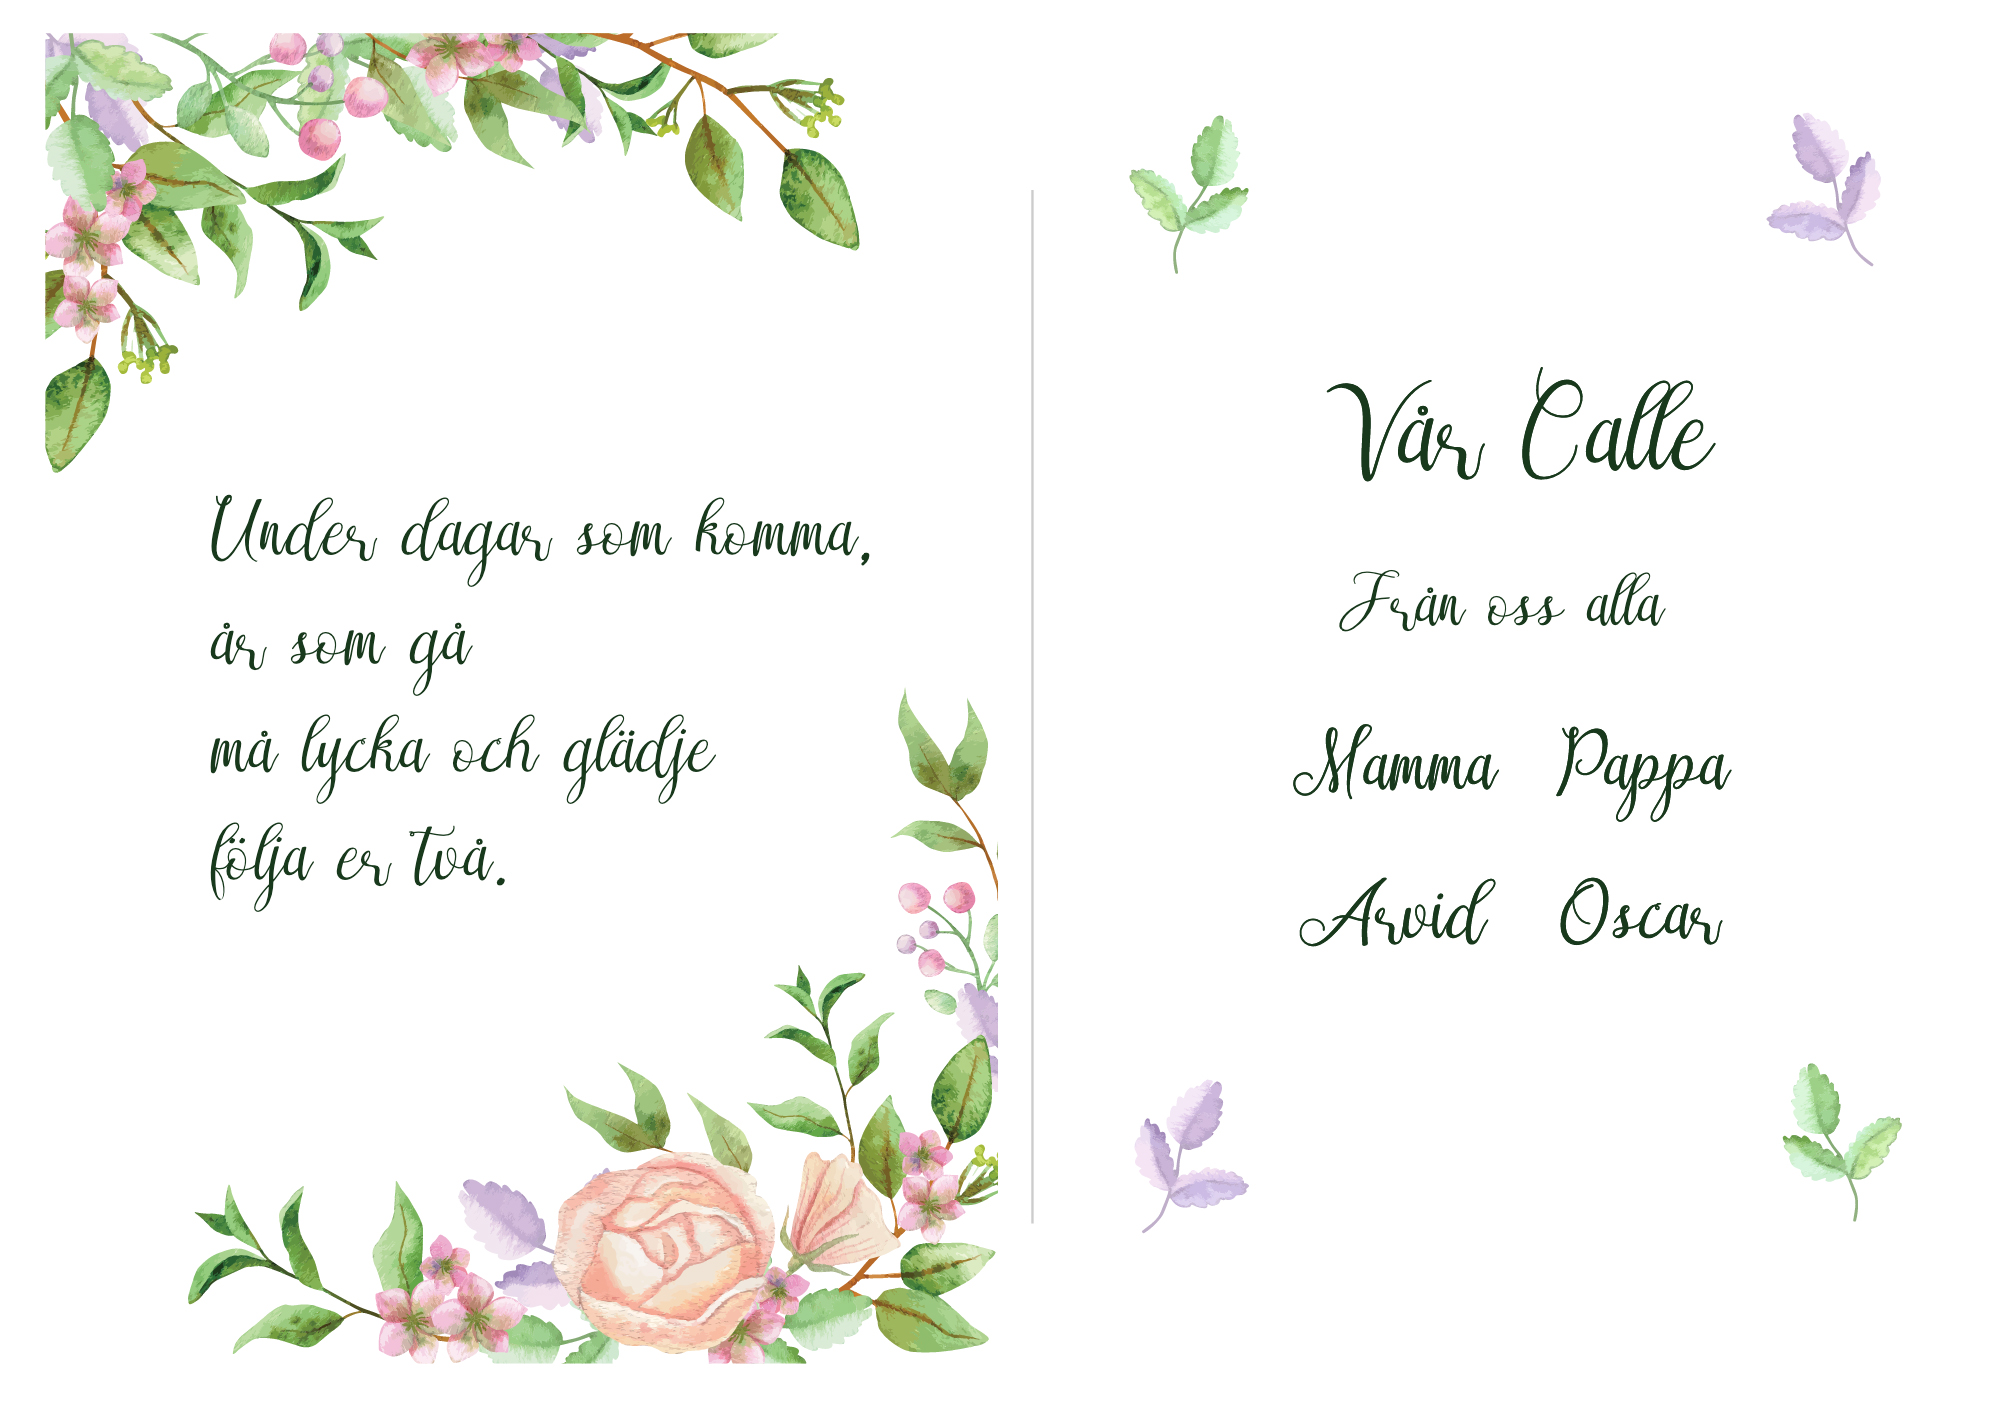 Under dagar som komma,
år som gå
må lycka och glädje
följa er två.
Vår Calle
Från oss alla
Mamma Pappa
Arvid Oscar